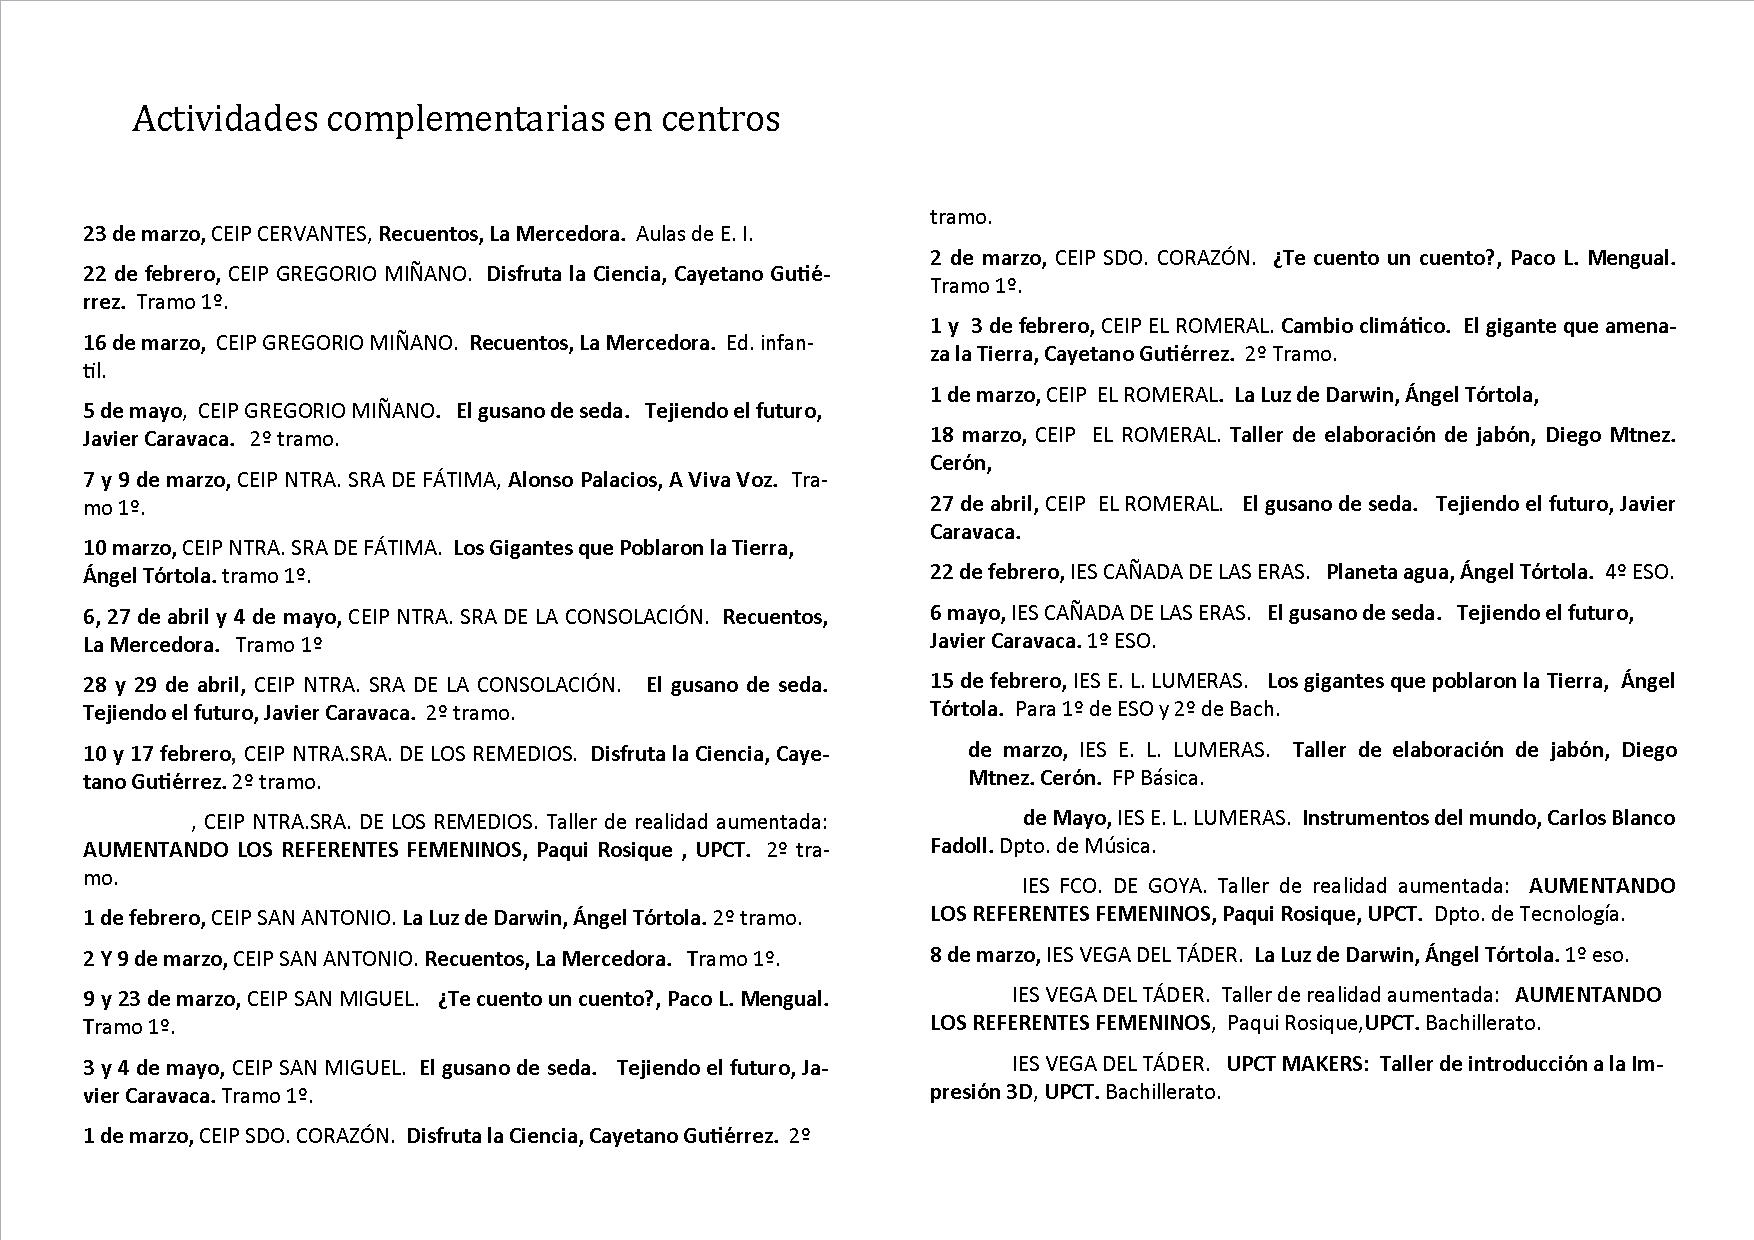 Actividades complementarias en centros
23 de marzo, CEIP CERVANTES, Recuentos, La Mercedora. Aulas de E. I.
22 de febrero, CEIP GREGORIO MIÑANO. Disfruta la Ciencia, Cayetano Gutié-
rrez. Tramo 1º.
16 de marzo, CEIP GREGORIO MIÑANO. Recuentos, La Mercedora. Ed. infan-
til.
5 de mayo, CEIP GREGORIO MIÑANO. El gusano de seda. Tejiendo el futuro,
Javier Caravaca. 2º tramo.
7 y 9 de marzo, CEIP NTRA. SRA DE FÁTIMA, Alonso Palacios, A Viva Voz. Tra-
mo 1º.
10 marzo, CEIP NTRA. SRA DE FÁTIMA. Los Gigantes que Poblaron la Tierra,
Ángel Tórtola. tramo 1º.
6, 27 de abril y 4 de mayo, CEIP NTRA. SRA DE LA CONSOLACIÓN. Recuentos,
La Mercedora. Tramo 1º
28 y 29 de abril, CEIP NTRA. SRA DE LA CONSOLACIÓN. El gusano de seda.
Tejiendo el futuro, Javier Caravaca. 2º tramo.
10 y 17 febrero, CEIP NTRA.SRA. DE LOS REMEDIOS. Disfruta la Ciencia, Caye-
tano Gutiérrez. 2º tramo.
, CEIP NTRA.SRA. DE LOS REMEDIOS. Taller de realidad aumentada:
AUMENTANDO LOS REFERENTES FEMENINOS, Paqui Rosique , UPCT. 2º tra-
mo.
1 de febrero, CEIP SAN ANTONIO. La Luz de Darwin, Ángel Tórtola. 2º tramo.
2 Y 9 de marzo, CEIP SAN ANTONIO. Recuentos, La Mercedora. Tramo 1º.
9 y 23 de marzo, CEIP SAN MIGUEL. ¿Te cuento un cuento?, Paco L. Mengual.
Tramo 1º.
3 y 4 de mayo, CEIP SAN MIGUEL. El gusano de seda. Tejiendo el futuro, Ja-
vier Caravaca. Tramo 1º.
1 de marzo, CEIP SDO. CORAZÓN. Disfruta la Ciencia, Cayetano Gutiérrez. 2º
tramo.
2 de marzo, CEIP SDO. CORAZÓN. ¿Te cuento un cuento?, Paco L. Mengual.
Tramo 1º.
1 y 3 de febrero, CEIP EL ROMERAL. Cambio climático. El gigante que amena-
za la Tierra, Cayetano Gutiérrez. 2º Tramo.
1 de marzo, CEIP EL ROMERAL. La Luz de Darwin, Ángel Tórtola,
18 marzo, CEIP EL ROMERAL. Taller de elaboración de jabón, Diego Mtnez.
Cerón,
27 de abril, CEIP EL ROMERAL. El gusano de seda. Tejiendo el futuro, Javier
Caravaca.
22 de febrero, IES CAÑADA DE LAS ERAS. Planeta agua, Ángel Tórtola. 4º ESO.
6 mayo, IES CAÑADA DE LAS ERAS. El gusano de seda. Tejiendo el futuro,
Javier Caravaca. 1º ESO.
15 de febrero, IES E. L. LUMERAS. Los gigantes que poblaron la Tierra, Ángel
Tórtola. Para 1º de ESO y 2º de Bach.
de marzo, IES E. L. LUMERAS. Taller de elaboración de jabón, Diego
Mtnez. Cerón. FP Básica.
de Mayo, IES E. L. LUMERAS. Instrumentos del mundo, Carlos Blanco
Fadoll. Dpto. de Música.
IES FCO. DE GOYA. Taller de realidad aumentada: AUMENTANDO
LOS REFERENTES FEMENINOS, Paqui Rosique, UPCT. Dpto. de Tecnología.
8 de marzo, IES VEGA DEL TÁDER. La Luz de Darwin, Ángel Tórtola. 1º eso.
IES VEGA DEL TÁDER. Taller de realidad aumentada: AUMENTANDO
LOS REFERENTES FEMENINOS, Paqui Rosique,UPCT. Bachillerato.
IES VEGA DEL TÁDER. UPCT MAKERS: Taller de introducción a la Im-
presión 3D, UPCT. Bachillerato.